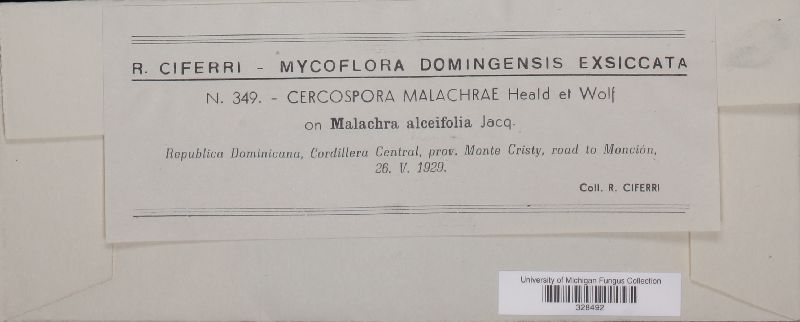 R. CIFERRI - MYCOFLORA DOMINGENSIS EXSICCATA
N. 349. - CERCOSPORA MALACHRAE Heald et Wolf
on Malachra alceifolia Jacq.
Republica Dominicana, Cordillera Central, prov. Monte Cristy, road to Monción,
26. V. 1929.
Coll. R. CIFERRI
University of Michigan Fungus Collection
328492